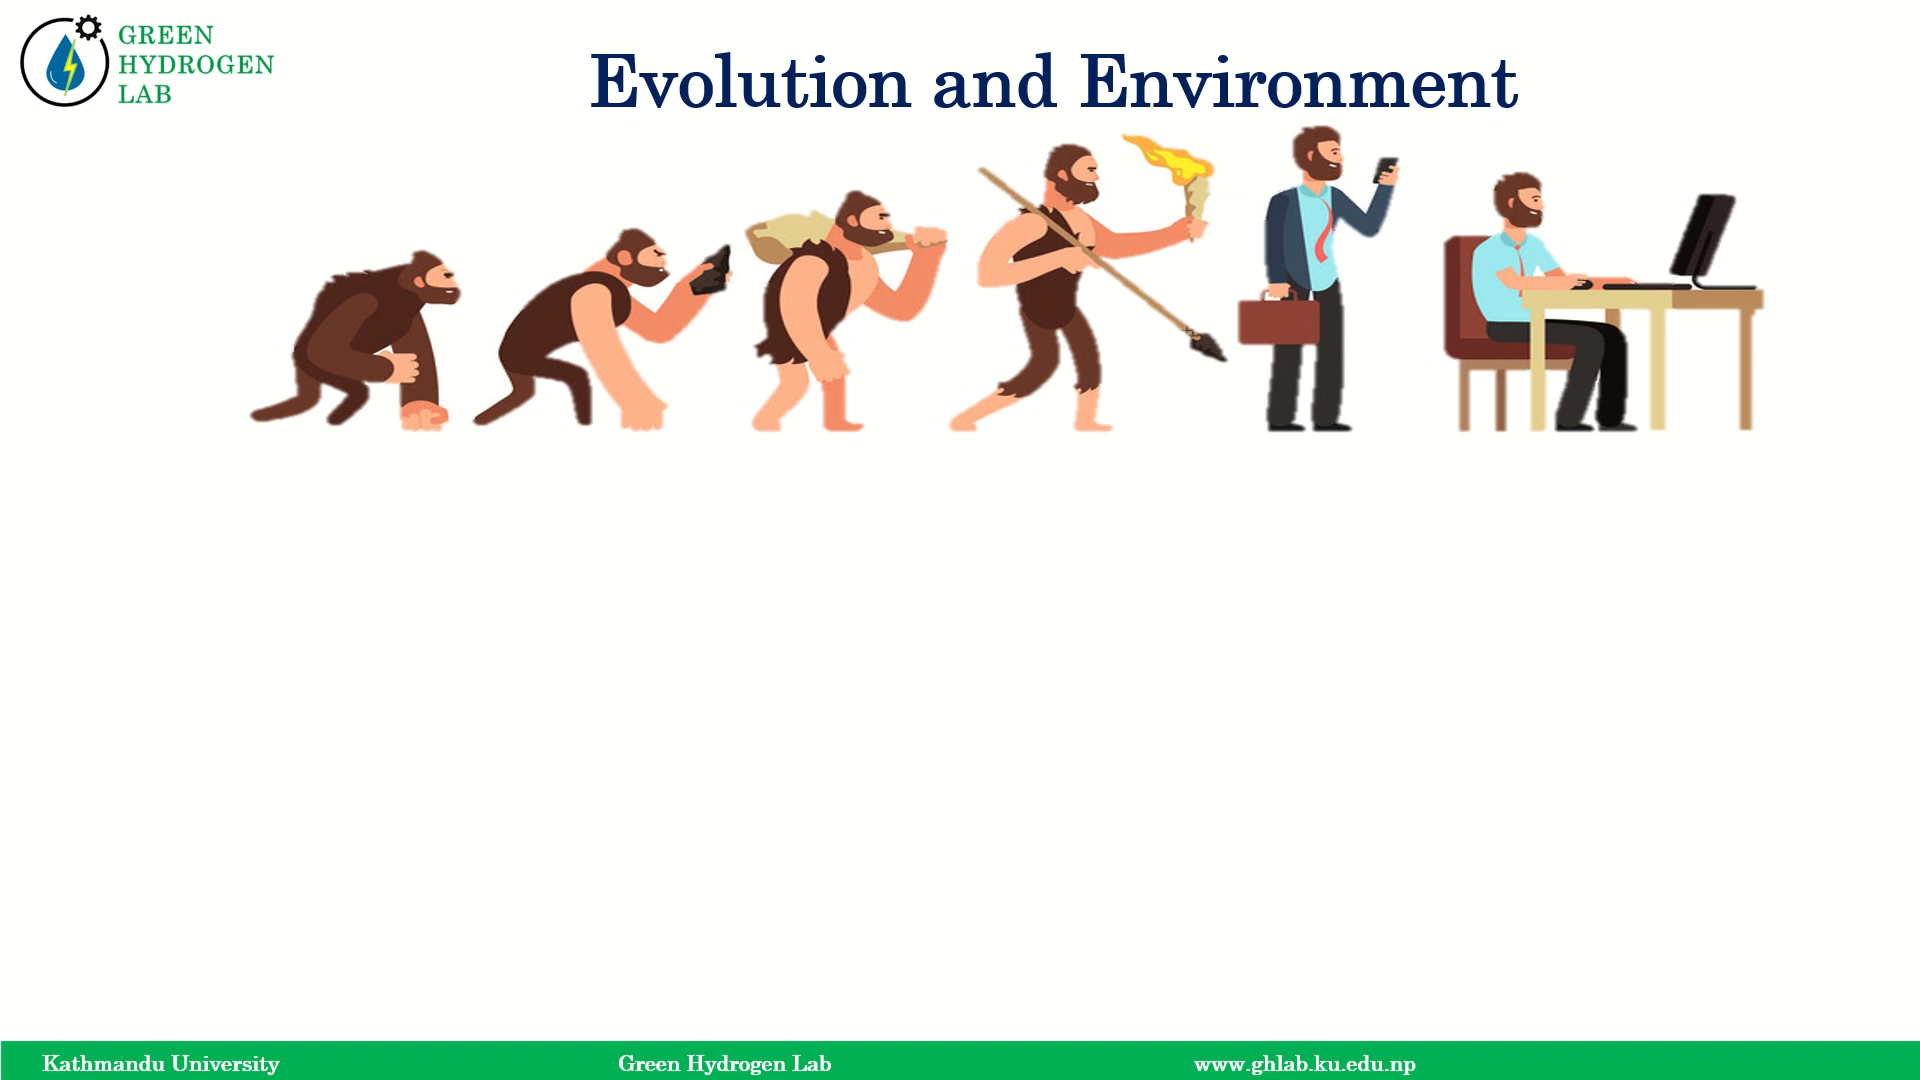 GREEN
HYDROGEN
LAB
Evolution and Environment
Kathmandu University
Green Hydrogen Lab
www.ghlab.ku.edu.np